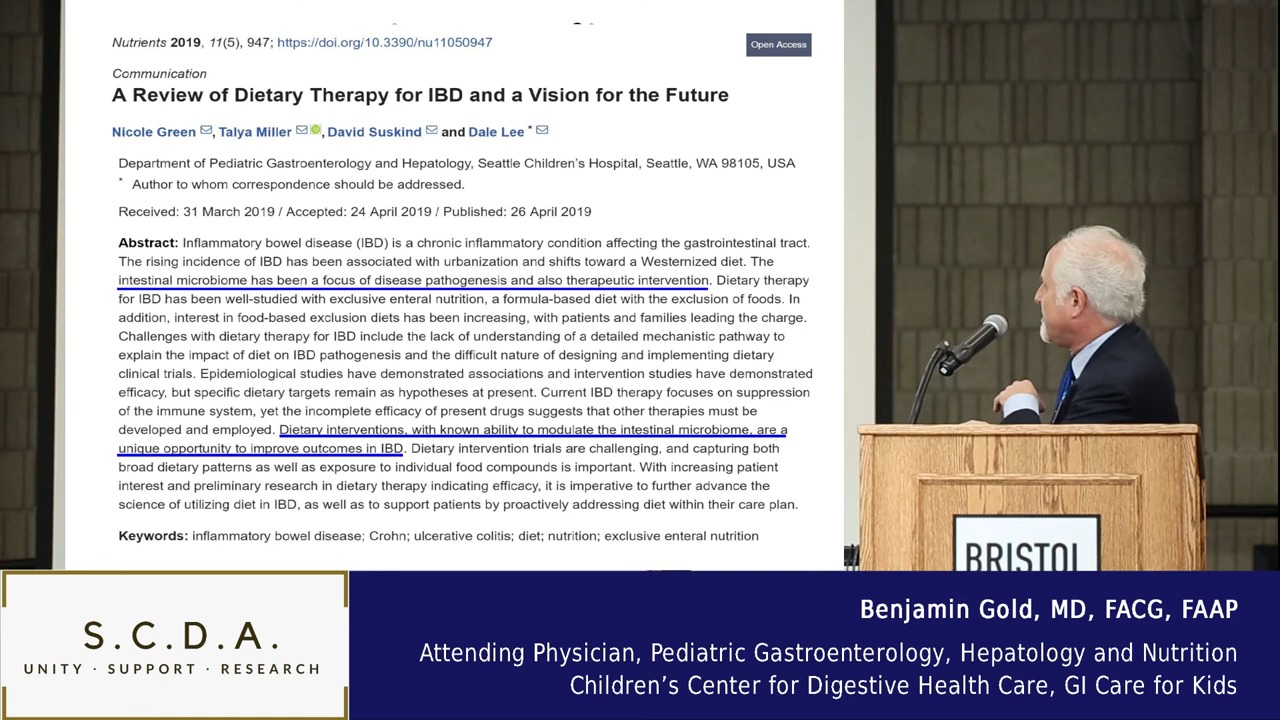 Nutrients 2019, 11(5), 947; https://doi.org/10.3390/nu11050947
Open Access
Communication
A Review of Dietary Therapy for IBD and a Vision for the Future
Nicole Green, Talya Miller, David Suskind and Dale Lee *
Department of Pediatric Gastroenterology and Hepatology, Seattle Children's Hospital, Seattle, WA 98105, USA
* Author to whom correspondence should be addressed.
Received: 31 March 2019 / Accepted: 24 April 2019 / Published: 26 April 2019
Abstract: Inflammatory bowel disease (IBD) is a chronic inflammatory condition affecting the gastrointestinal tract.
The rising incidence of IBD has been associated with urbanization and shifts toward a Westernized diet. The
intestinal microbiome has been a focus of disease pathogenesis and also therapeutic intervention. Dietary therapy
for IBD has been well-studied with exclusive enteral nutrition, a formula-based diet with the exclusion of foods. In
addition, interest in food-based exclusion diets has been increasing, with patients and families leading the charge.
Challenges with dietary therapy for IBD include the lack of understanding of a detailed mechanistic pathway to
explain the impact of diet on IBD pathogenesis and the difficult nature of designing and implementing dietary
clinical trials. Epidemiological studies have demonstrated associations and intervention studies have demonstrated
efficacy, but specific dietary targets remain as hypotheses at present. Current IBD therapy focuses on suppression
of the immune system, yet the incomplete efficacy of present drugs suggests that other therapies must be
developed and employed. Dietary interventions, with known ability to modulate the intestinal microbiome, are a
unique opportunity to improve outcomes in IBD. Dietary intervention trials are challenging, and capturing both
broad dietary patterns as well as exposure to individual food compounds is important. With increasing patient
interest and preliminary research in dietary therapy indicating efficacy, it is imperative to further advance the
science of utilizing diet in IBD, as well as to support patients by proactively addressing diet within their care plan.
Keywords: inflammatory bowel disease; Crohn; ulcerative colitis; diet; nutrition; exclusive enteral nutrition
BRISTOL
S.C.D.A.
UNITY · SUPPORT · RESEARCH
Benjamin Gold, MD, FACG, FAAP
Attending Physician, Pediatric Gastroenterology, Hepatology and Nutrition
Children's Center for Digestive Health Care, GI Care for Kids